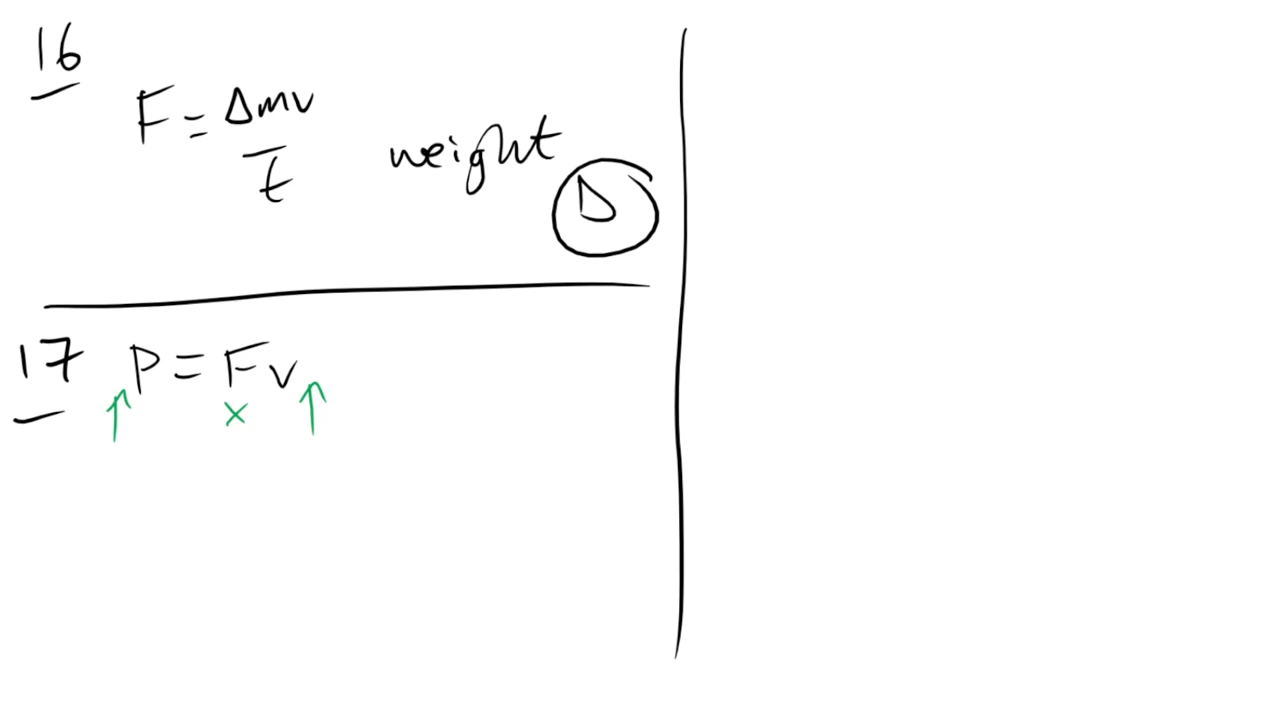 16
F = Δmv
t
weight
D
17 P = Fv
↑ × ↑